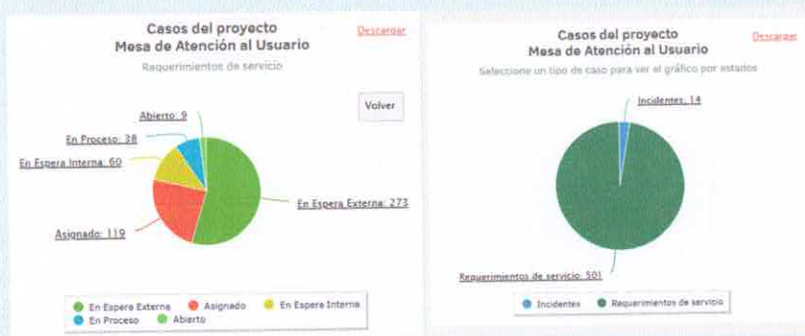 Casos del proyecto
Mesa de Atención al Usuario
Descargar
Requerimientos de servicio
Volver
Abierto: 9
En Proceso: 38
En Espera Interna: 60
En Espera Externa: 273
Asignado: 119
En Espera Externa Asignado En Espera Interna
En Proceso Abierto
Casos del proyecto
Mesa de Atención al Usuario
Descargar
Seleccione un tipo de caso para ver el gráfico por estados
Incidentes: 14
Requerimientos de servicio: 501
Incidentes Requerimientos de servicio